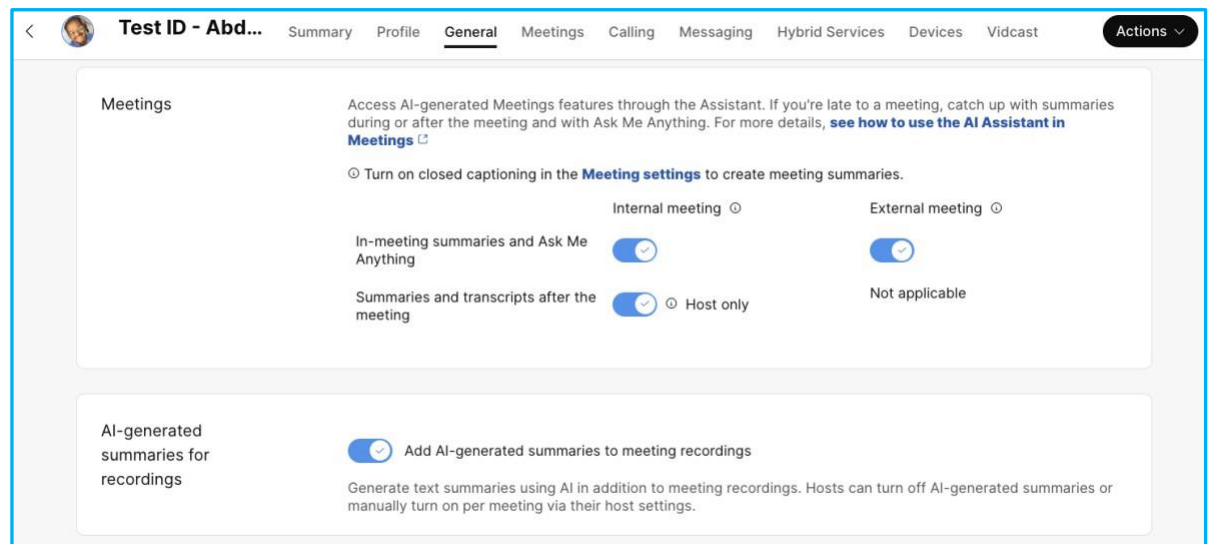 Test ID - Abd... Summary Profile General Meetings Calling Messaging Hybrid Services Devices Vidcast Actions
Meetings
Access AI-generated Meetings features through the Assistant. If you're late to a meeting, catch up with summaries
during or after the meeting and with Ask Me Anything. For more details, see how to use the AI Assistant in
Meetings
Turn on closed captioning in the Meeting settings to create meeting summaries.
Internal meeting External meeting
In-meeting summaries and Ask Me
Anything
Summaries and transcripts after the
meeting
Host only
Not applicable
AI-generated
summaries for
recordings
Add AI-generated summaries to meeting recordings
Generate text summaries using AI in addition to meeting recordings. Hosts can turn off AI-generated summaries or
manually turn on per meeting via their host settings.